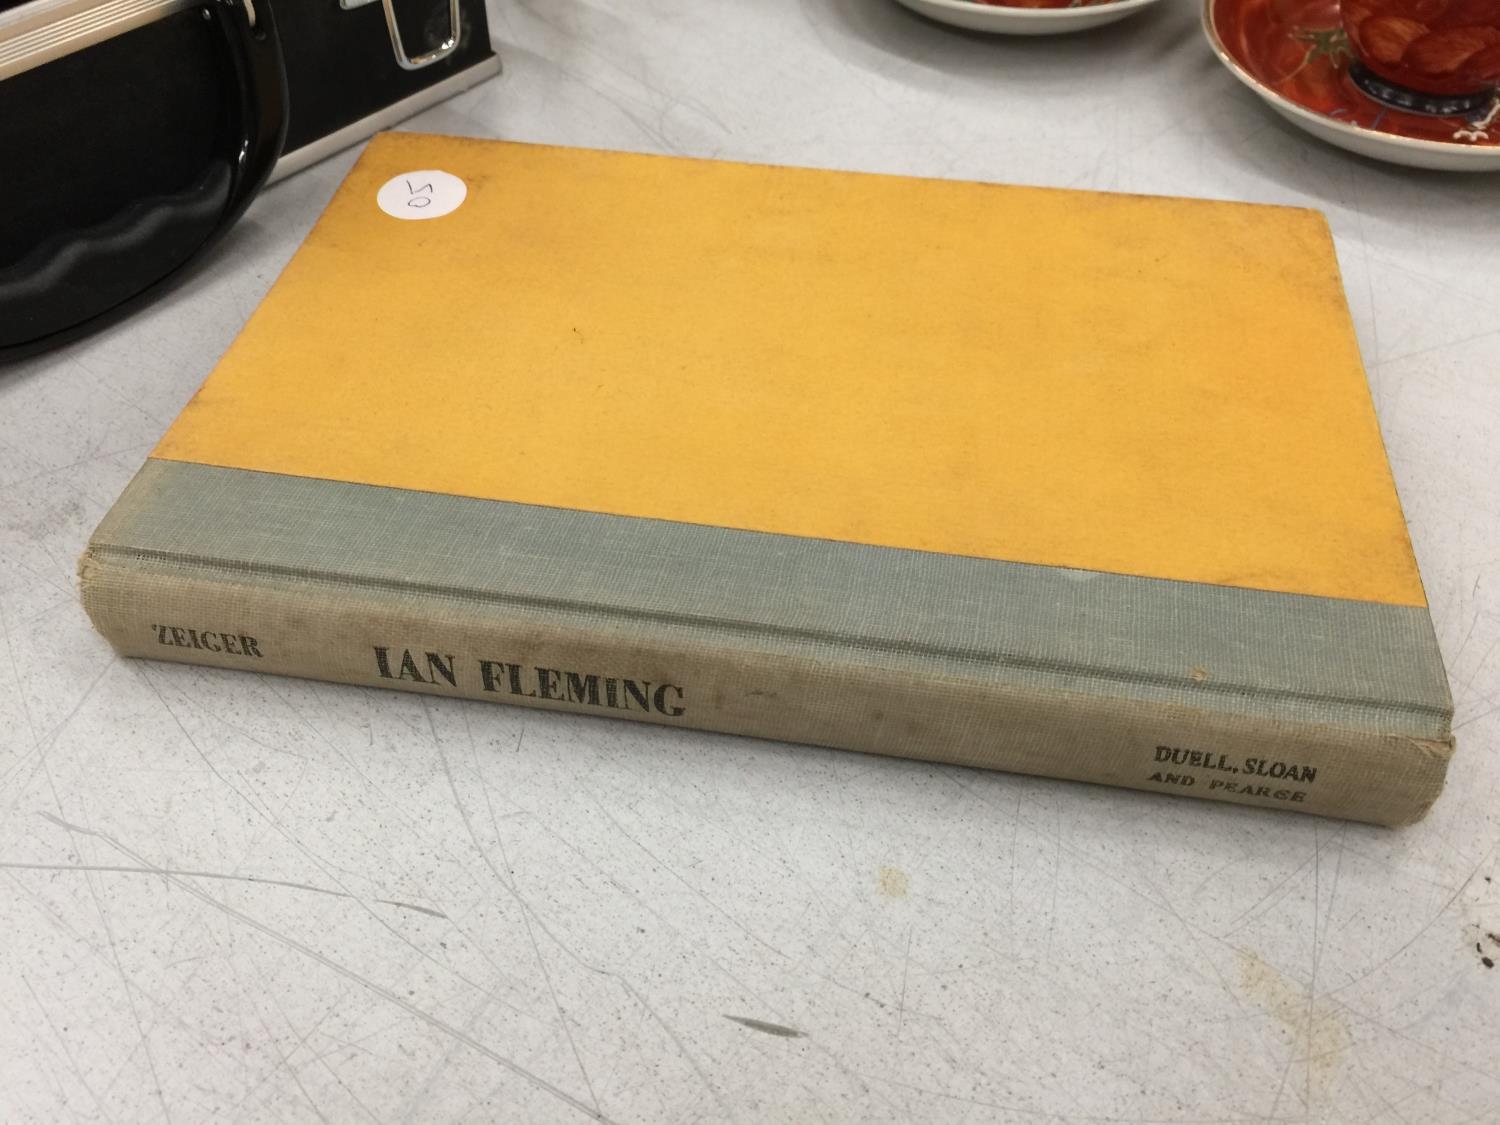 50
ZEIGER
IAN FLEMING
DUELL, SLOAN
AND PEARCE